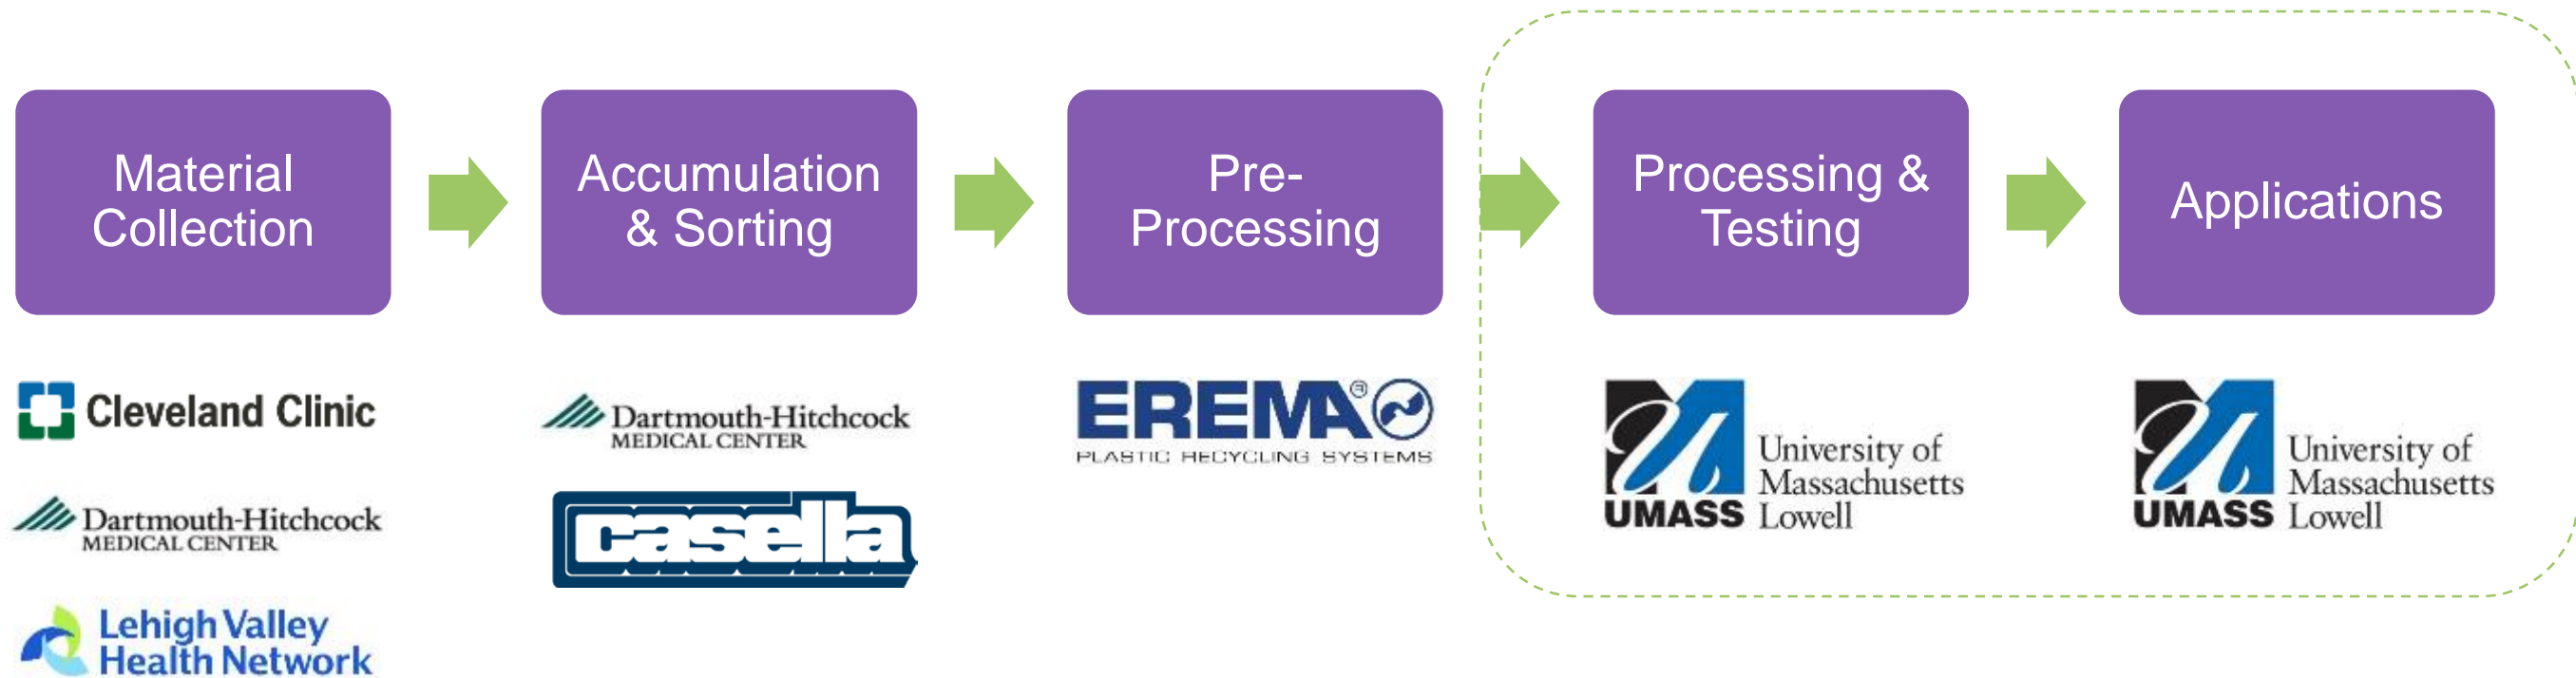 Material
Collection
Accumulation
& Sorting
Pre-
Processing
Processing &
Testing
Applications
Cleveland Clinic
Dartmouth-Hitchcock
MEDICAL CENTER
Lehigh Valley
Health Network
Dartmouth-Hitchcock
MEDICAL CENTER
casella
EREMA®
PLASTIC RECYCLING SYSTEMS
UMASS
University of
Massachusetts
Lowell
UMASS
University of
Massachusetts
Lowell